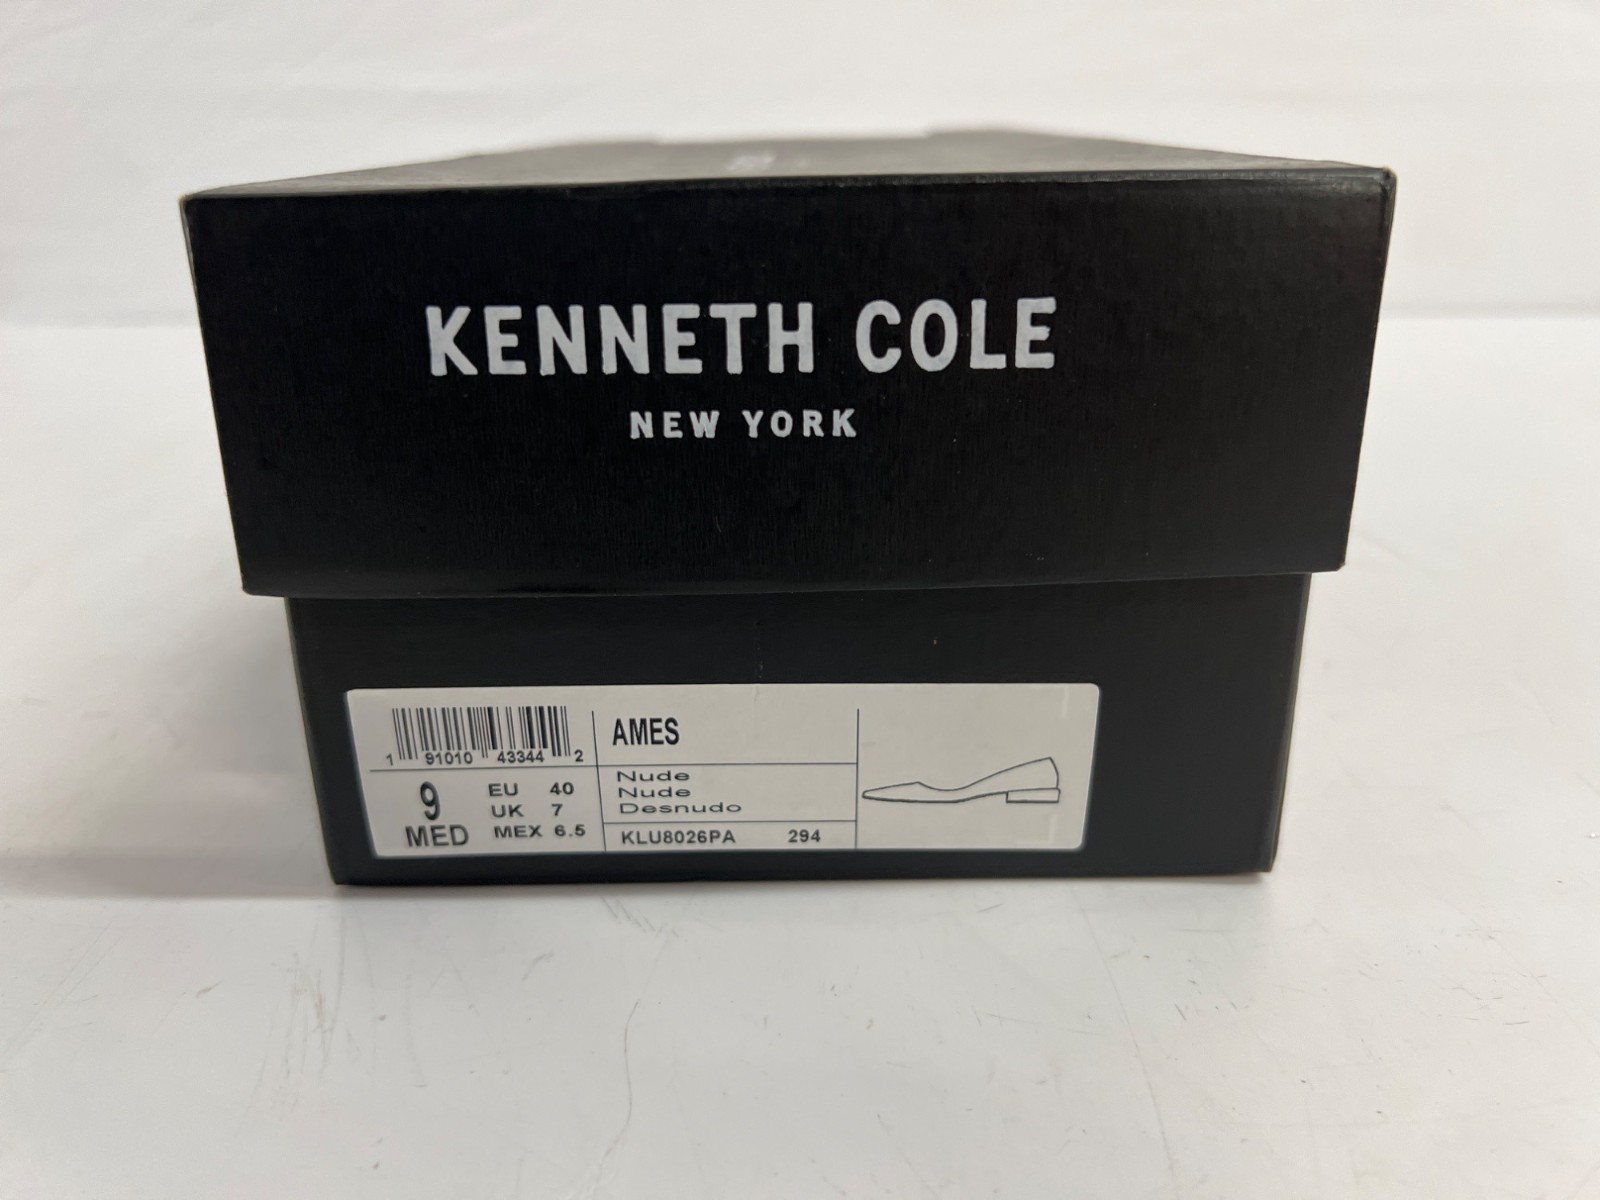 KENNETH COLE
NEW YORK
1 91010 43344 2
9
MED
EU 40
UK 7
MEX 6.5
AMES
Nude
Nude
Desnudo
KLU8026PA 294